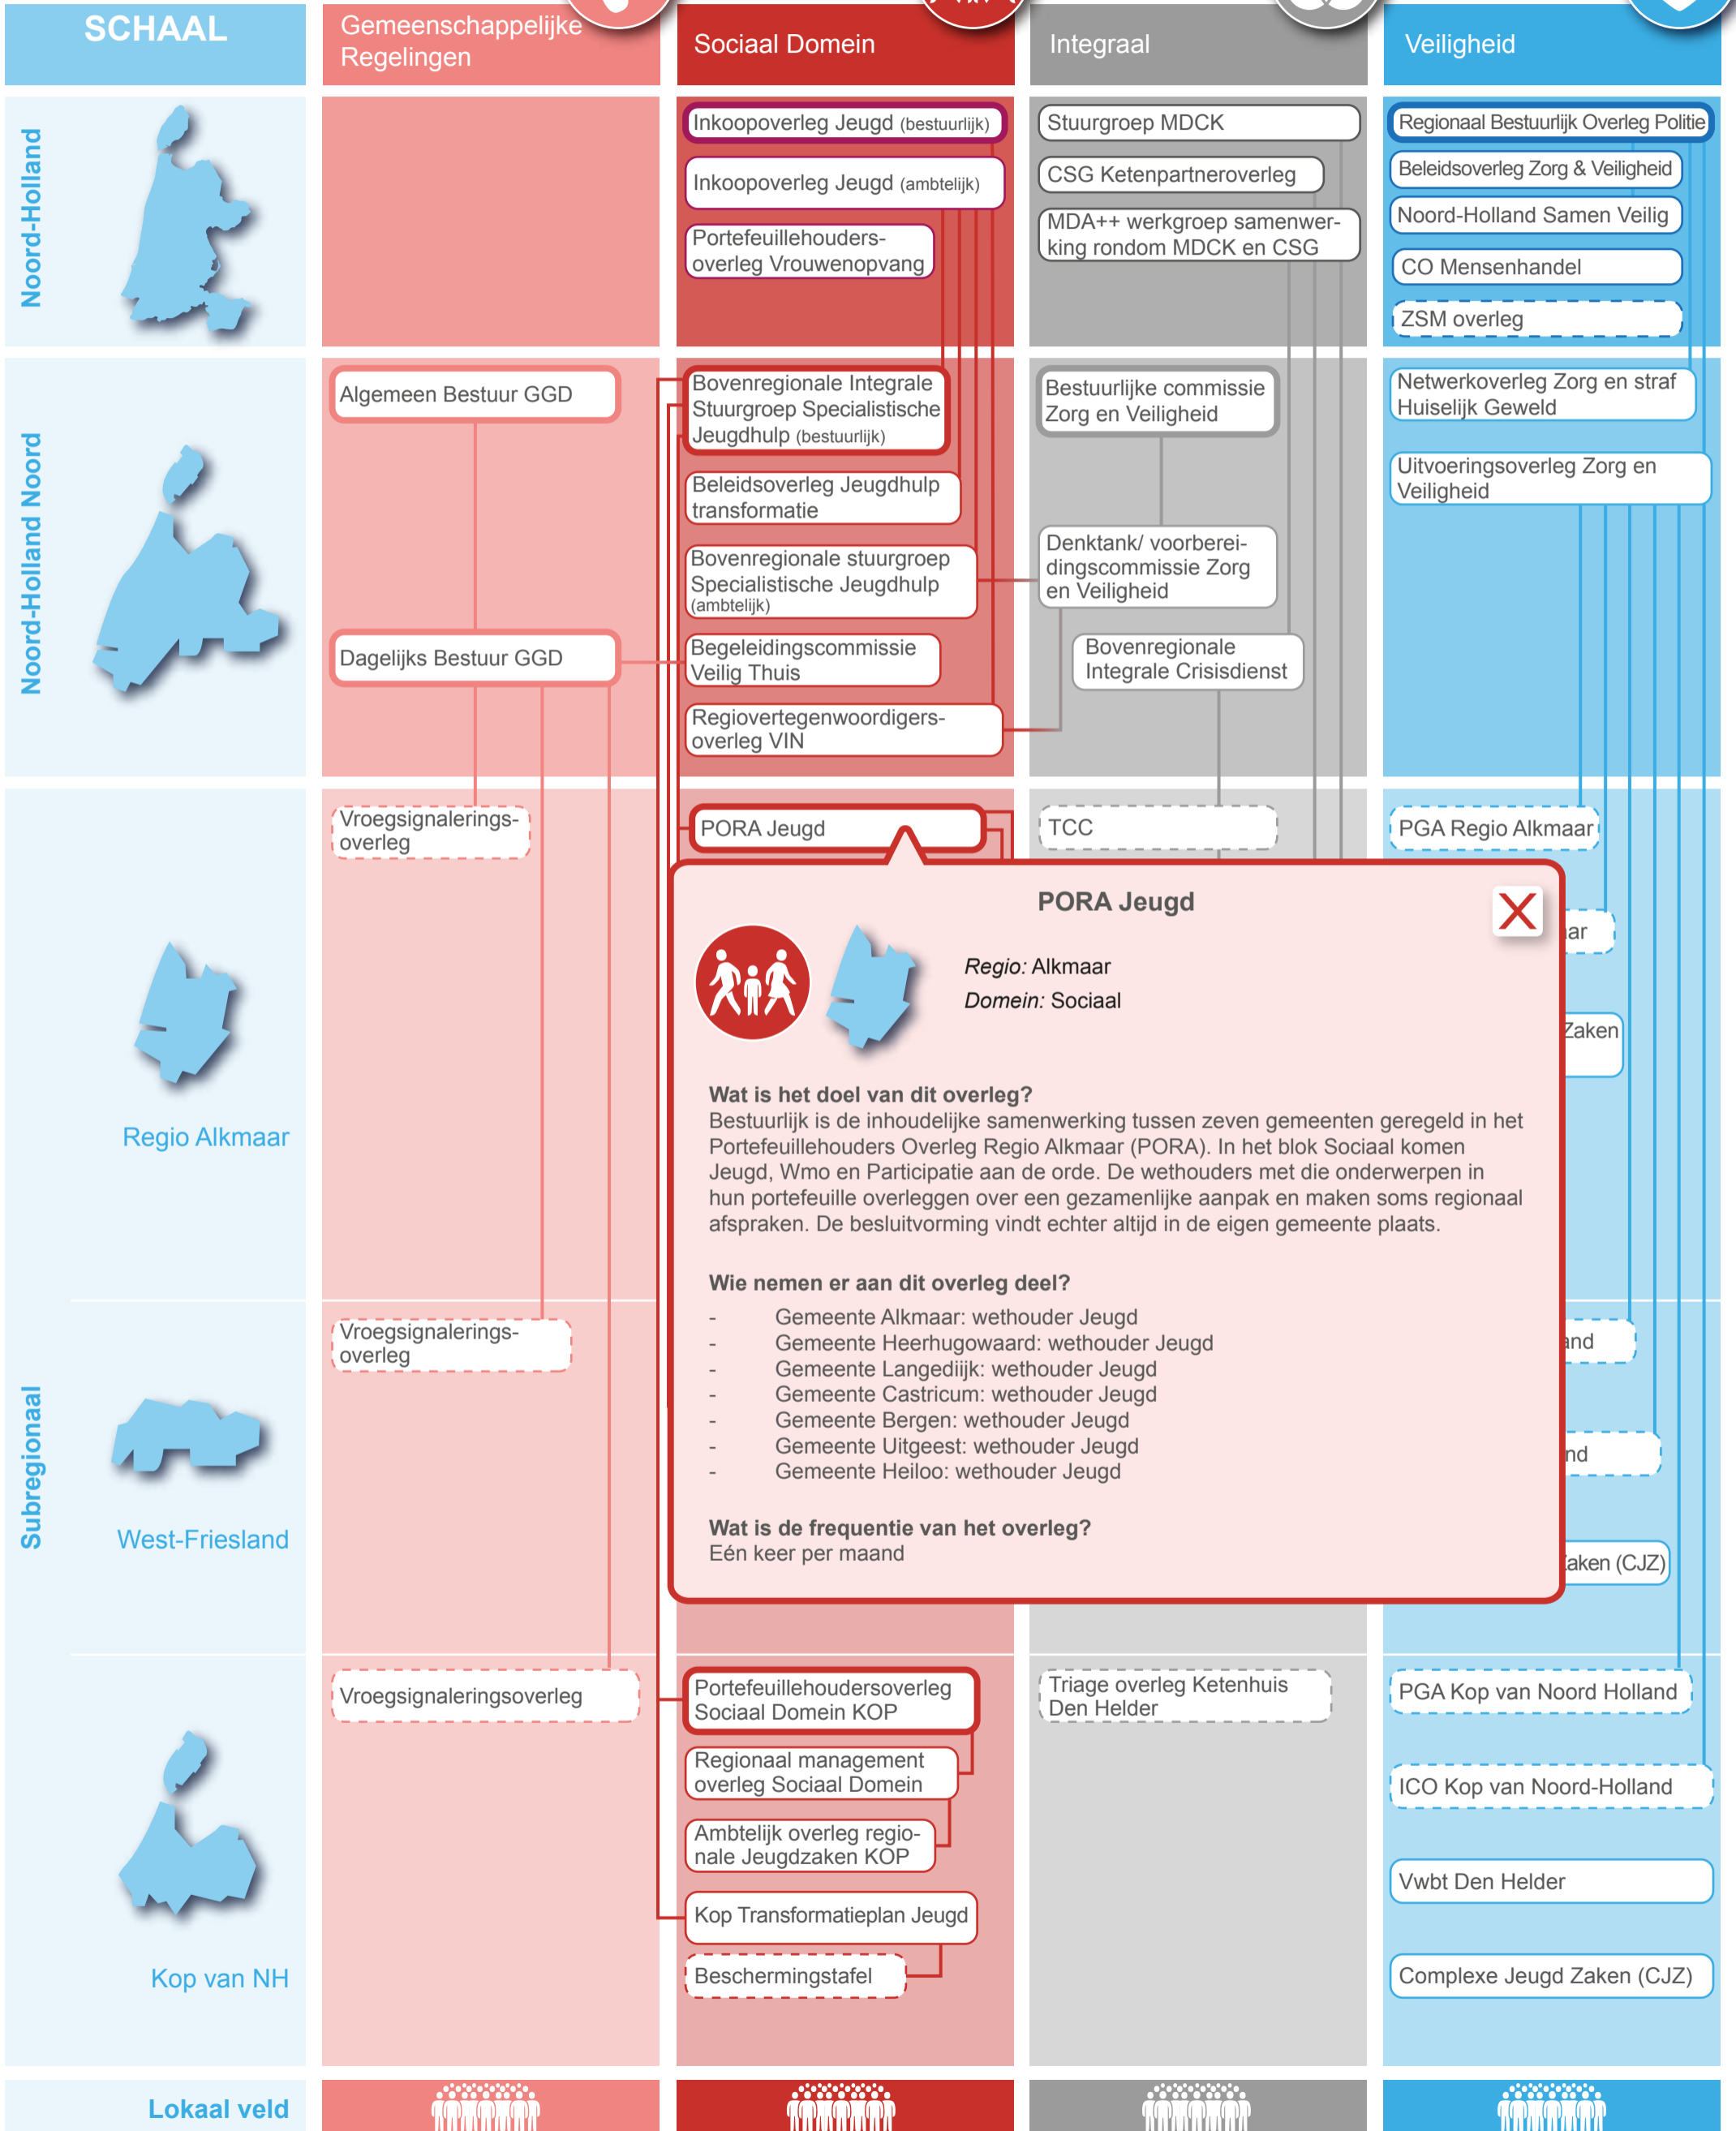 SCHAAL
Gemeenschappelijke
Regelingen
Sociaal Domein
Integraal
Veiligheid
Noord-Holland
Inkoopoverleg Jeugd (bestuurlijk)
Inkoopoverleg Jeugd (ambtelijk)
Portefeuillehouders-
overleg Vrouwenopvang
Stuurgroep MDCK
CSG Ketenpartneroverleg
MDA++ werkgroep samenwer-
king rondom MDCK en CSG
Regionaal Bestuurlijk Overleg Politie
Beleidsoverleg Zorg & Veiligheid
Noord-Holland Samen Veilig
CO Mensenhandel
ZSM overleg
Noord-Holland Noord
Algemeen Bestuur GGD
Dagelijks Bestuur GGD
Bovenregionale Integrale
Stuurgroep Specialistische
Jeugdhulp (bestuurlijk)
Beleidsoverleg Jeugdhulp
transformatie
Bovenregionale stuurgroep
Specialistische Jeugdhulp
(ambtelijk)
Begeleidingscommissie
Veilig Thuis
Regiovertegenwoordigers-
overleg VIN
Bestuurlijke commissie
Zorg en Veiligheid
Denktank/ voorberei-
dingscommissie Zorg
en Veiligheid
Bovenregionale
Integrale Crisisdienst
Netwerkoverleg Zorg en straf
Huiselijk Geweld
Uitvoeringsoverleg Zorg en
Veiligheid
Subregionaal
Regio Alkmaar
Vroegsignalerings-
overleg
PORA Jeugd
TCC
PGA Regio Alkmaar
ar
Zaken
PORA Jeugd
X
Regio: Alkmaar
Domein: Sociaal
Wat is het doel van dit overleg?
Bestuurlijk is de inhoudelijke samenwerking tussen zeven gemeenten geregeld in het
Portefeuillehouders Overleg Regio Alkmaar (PORA). In het blok Sociaal komen
Jeugd, Wmo en Participatie aan de orde. De wethouders met die onderwerpen in
hun portefeuille overleggen over een gezamenlijke aanpak en maken soms regionaal
afspraken. De besluitvorming vindt echter altijd in de eigen gemeente plaats.
Wie nemen er aan dit overleg deel?
- Gemeente Alkmaar: wethouder Jeugd
- Gemeente Heerhugowaard: wethouder Jeugd
- Gemeente Langediijk: wethouder Jeugd
- Gemeente Castricum: wethouder Jeugd
- Gemeente Bergen: wethouder Jeugd
- Gemeente Uitgeest: wethouder Jeugd
- Gemeente Heiloo: wethouder Jeugd
Wat is de frequentie van het overleg?
Eén keer per maand
West-Friesland
Vroegsignalerings-
overleg
and
nd
aken (CJZ)
Kop van NH
Vroegsignaleringsoverleg
Portefeuillehoudersoverleg
Sociaal Domein KOP
Regionaal management
overleg Sociaal Domein
Ambtelijk overleg regio-
nale Jeugdzaken KOP
Kop Transformatieplan Jeugd
Beschermingstafel
Triage overleg Ketenhuis
Den Helder
PGA Kop van Noord Holland
ICO Kop van Noord-Holland
Vwbt Den Helder
Complexe Jeugd Zaken (CJZ)
Lokaal veld